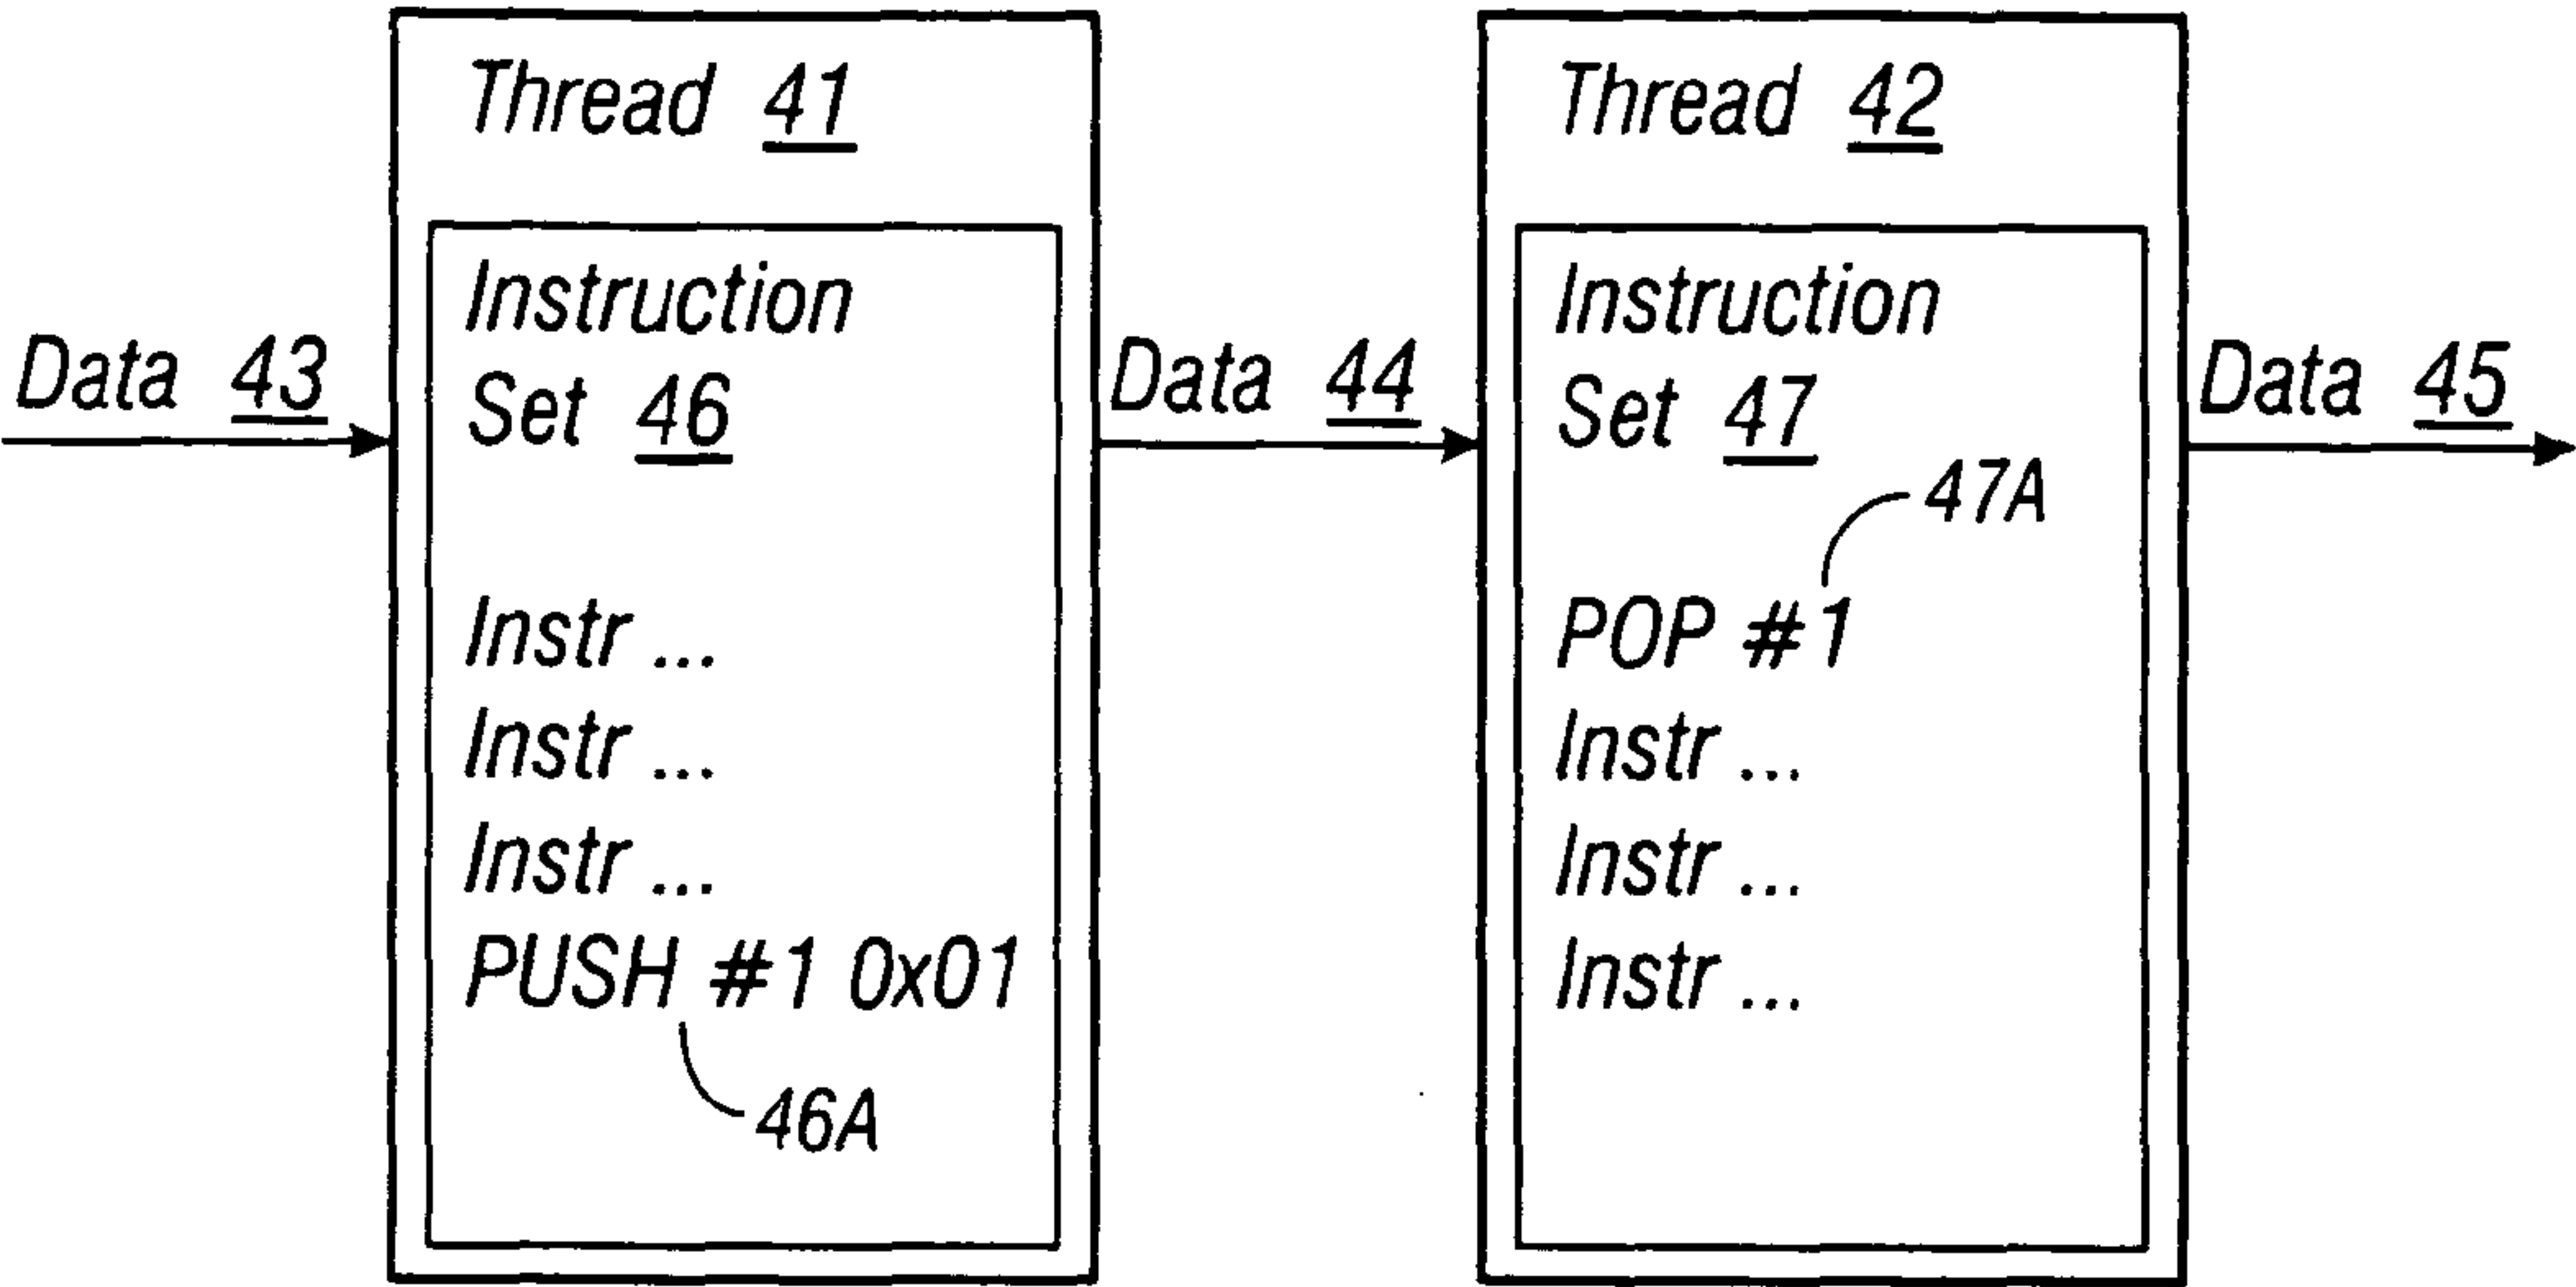 Data 43
Thread 41
Instruction
Set 46
Instr ...
Instr ...
Instr ...
PUSH #1 0x01
46A
Data 44
Thread 42
Instruction
Set 47
47A
POP #1
Instr ...
Instr ...
Instr ...
Data 45